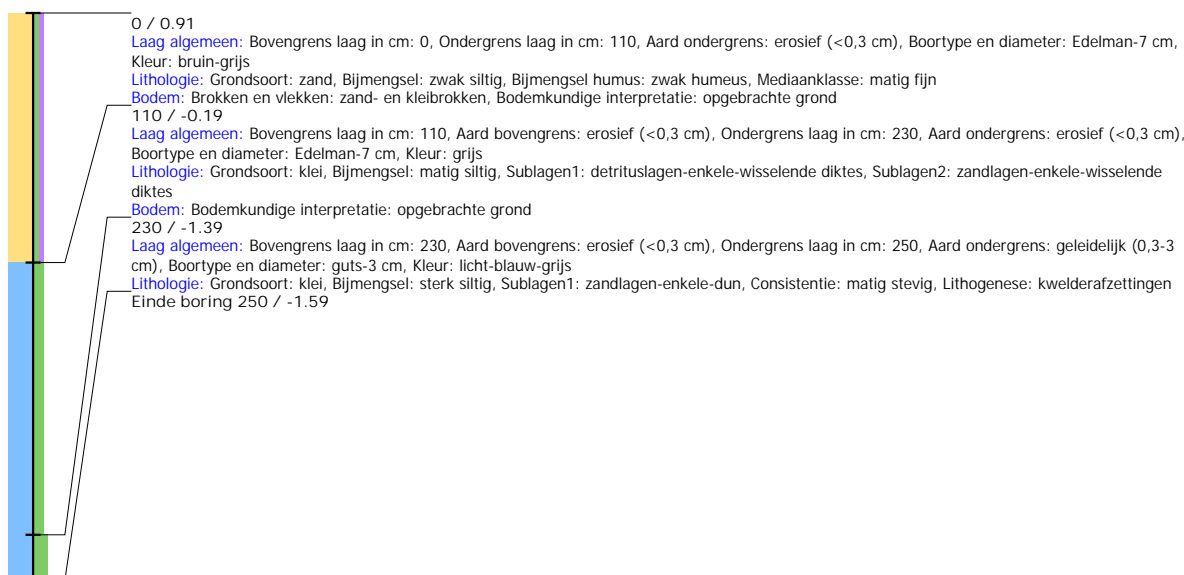 0 / 0.91
Laag algemeen: Bovengrens laag in cm: 0, Ondergrens laag in cm: 110, Aard ondergrens: erosief (<0,3 cm), Boortype en diameter: Edelman-7 cm,
Kleur: bruin-grijs
Lithologie: Grondsoort: zand, Bijmengsel: zwak siltig, Bijmengsel humus: zwak humeus, Mediaanklasse: matig fijn
Bodem: Brokken en vlekken: zand- en kleibrokken, Bodemkundige interpretatie: opgebrachte grond
110 / -0.19
Laag algemeen: Bovengrens laag in cm: 110, Aard bovengrens: erosief (<0,3 cm), Ondergrens laag in cm: 230, Aard ondergrens: erosief (<0,3 cm),
Boortype en diameter: Edelman-7 cm, Kleur: grijs
Lithologie: Grondsoort: klei, Bijmengsel: matig siltig, Sublagen1: detrituslagen-enkele-wisselende diktes, Sublagen2: zandlagen-enkele-wisselende
diktes
Bodem: Bodemkundige interpretatie: opgebrachte grond
230 / -1.39
Laag algemeen: Bovengrens laag in cm: 230, Aard bovengrens: erosief (<0,3 cm), Ondergrens laag in cm: 250, Aard ondergrens: geleidelijk (0,3-3
cm), Boortype en diameter: guts-3 cm, Kleur: licht-blauw-grijs
Lithologie: Grondsoort: klei, Bijmengsel: sterk siltig, Sublagen1: zandlagen-enkele-dun, Consistentie: matig stevig, Lithogenese: kwelderafzettingen
Einde boring 250 / -1.59